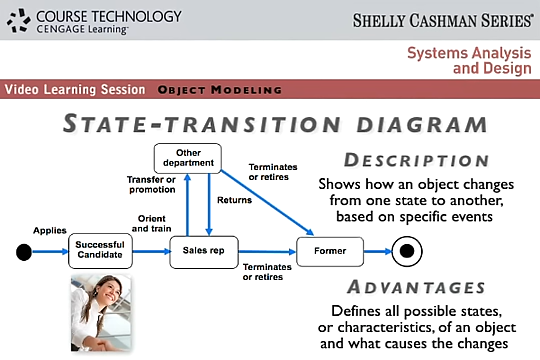 COURSE TECHNOLOGY
CENGAGE Learning™
SHELLY CASHMAN SERIES®
Systems Analysis
and Design
Video Learning Session OBJECT MODELING
STATE-TRANSITION DIAGRAM
Other
department
Terminates
or retires
Transfer or
promotion
Returns
Applies
Orient
and train
Successful
Candidate
Sales rep
Former
Terminates
or retires
DESCRIPTION
Shows how an object changes
from one state to another,
based on specific events
ADVANTAGES
Defines all possible states,
or characteristics, of an object
and what causes the changes